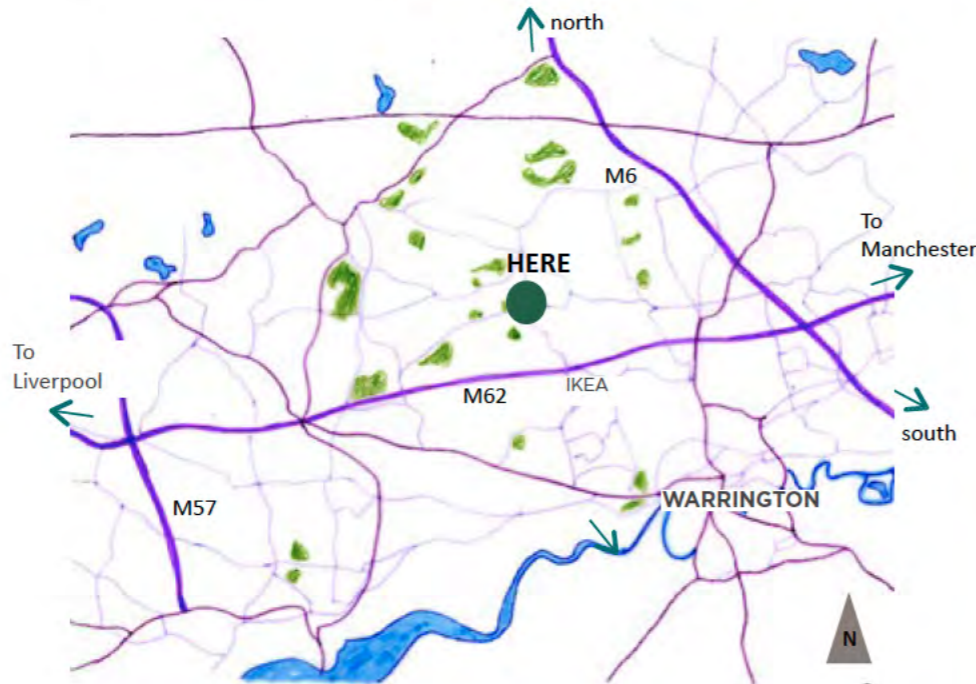 north
M6
To
Manchester
HERE
To
Liverpool
M62
IKEA
south
M57
WARRINGTON
N